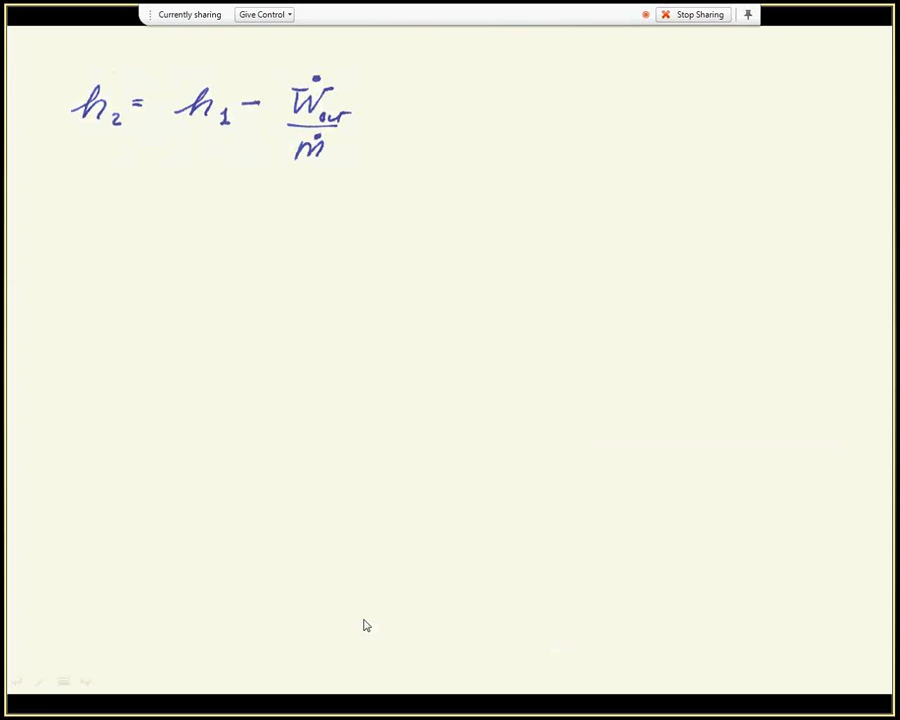 Currently sharing Give Control Stop Sharing
h₂ = h₁ - Ẇout / ṁ